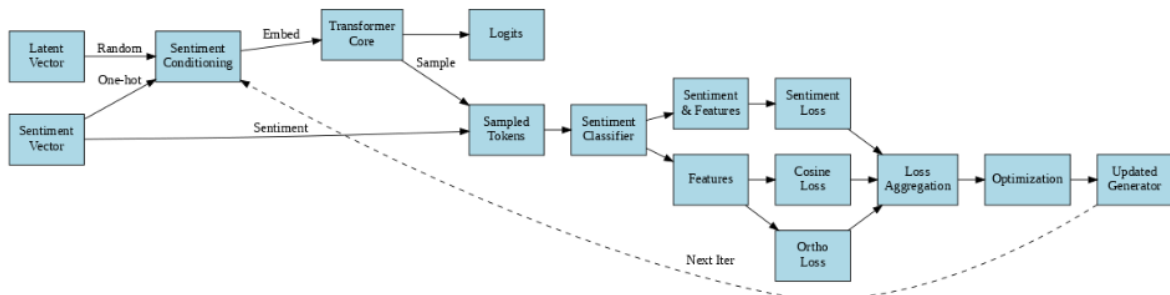 Latent
Vector
Random
Sentiment
Conditioning
One-hot
Sentiment
Vector
Embed
Transformer
Core
Logits
Sample
Sentiment
Sampled
Tokens
Sentiment
Classifier
Sentiment
& Features
Sentiment
Loss
Features
Cosine
Loss
Ortho
Loss
Loss
Aggregation
Optimization
Updated
Generator
Next Iter